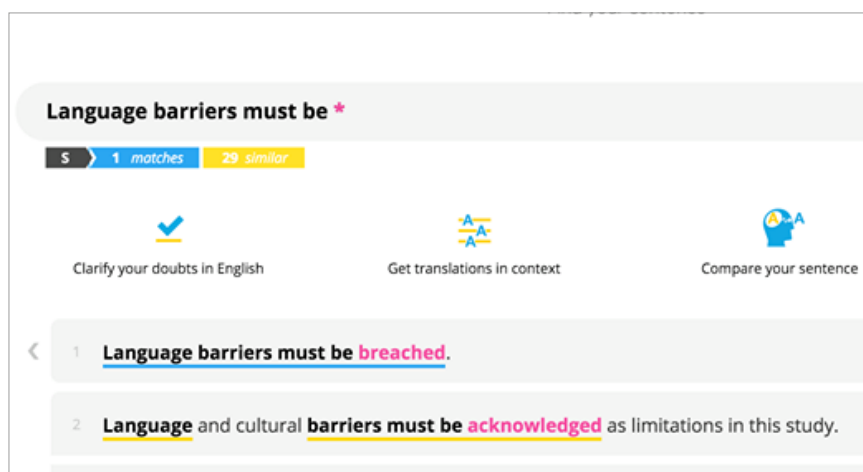 Language barriers must be *
S 1 matches 29 similar
A
A
A
A A
Clarify your doubts in English
Get translations in context
Compare your sentence
1 Language barriers must be breached.
2 Language and cultural barriers must be acknowledged as limitations in this study.